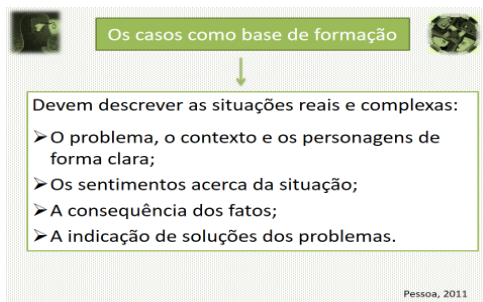 Os casos como base de formação
Devem descrever as situações reais e complexas:
➢O problema, o contexto e os personagens de
forma clara;
➢Os sentimentos acerca da situação;
➢A consequência dos fatos;
➢A indicação de soluções dos problemas.
Pessoa, 2011